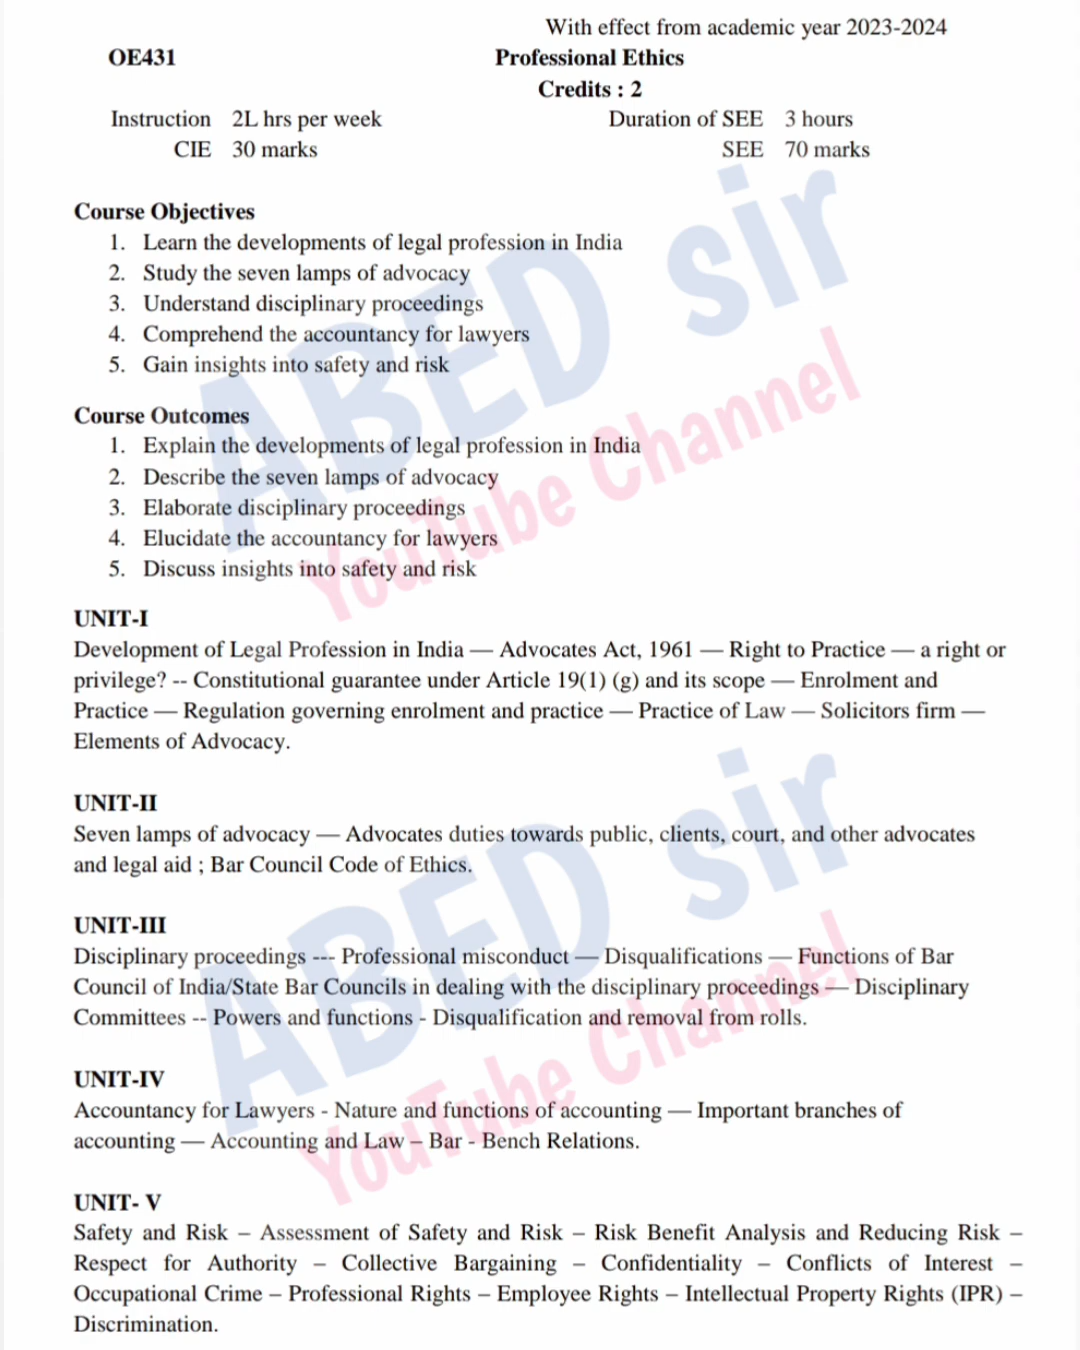 With effect from academic year 2023-2024
OE431 Professional Ethics
Credits : 2
Instruction 2L hrs per week Duration of SEE 3 hours
CIE 30 marks SEE 70 marks
Course Objectives
1. Learn the developments of legal profession in India
2. Study the seven lamps of advocacy
3. Understand disciplinary proceedings
4. Comprehend the accountancy for lawyers
5. Gain insights into safety and risk
Course Outcomes
1. Explain the developments of legal profession in India
2. Describe the seven lamps of advocacy
3. Elaborate disciplinary proceedings
4. Elucidate the accountancy for lawyers
5. Discuss insights into safety and risk
UNIT-I
Development of Legal Profession in India — Advocates Act, 1961 — Right to Practice — a right or
privilege? -- Constitutional guarantee under Article 19(1) (g) and its scope — Enrolment and
Practice — Regulation governing enrolment and practice — Practice of Law — Solicitors firm —
Elements of Advocacy.
UNIT-II
Seven lamps of advocacy — Advocates duties towards public, clients, court, and other advocates
and legal aid ; Bar Council Code of Ethics.
UNIT-III
Disciplinary proceedings --- Professional misconduct — Disqualifications — Functions of Bar
Council of India/State Bar Councils in dealing with the disciplinary proceedings — Disciplinary
Committees -- Powers and functions - Disqualification and removal from rolls.
UNIT-IV
Accountancy for Lawyers - Nature and functions of accounting — Important branches of
accounting — Accounting and Law – Bar - Bench Relations.
UNIT- V
Safety and Risk – Assessment of Safety and Risk – Risk Benefit Analysis and Reducing Risk –
Respect for Authority – Collective Bargaining – Confidentiality – Conflicts of Interest –
Occupational Crime – Professional Rights – Employee Rights – Intellectual Property Rights (IPR) –
Discrimination.
ABED sir
YouTube Channel
ABED sir
YouTube Channel